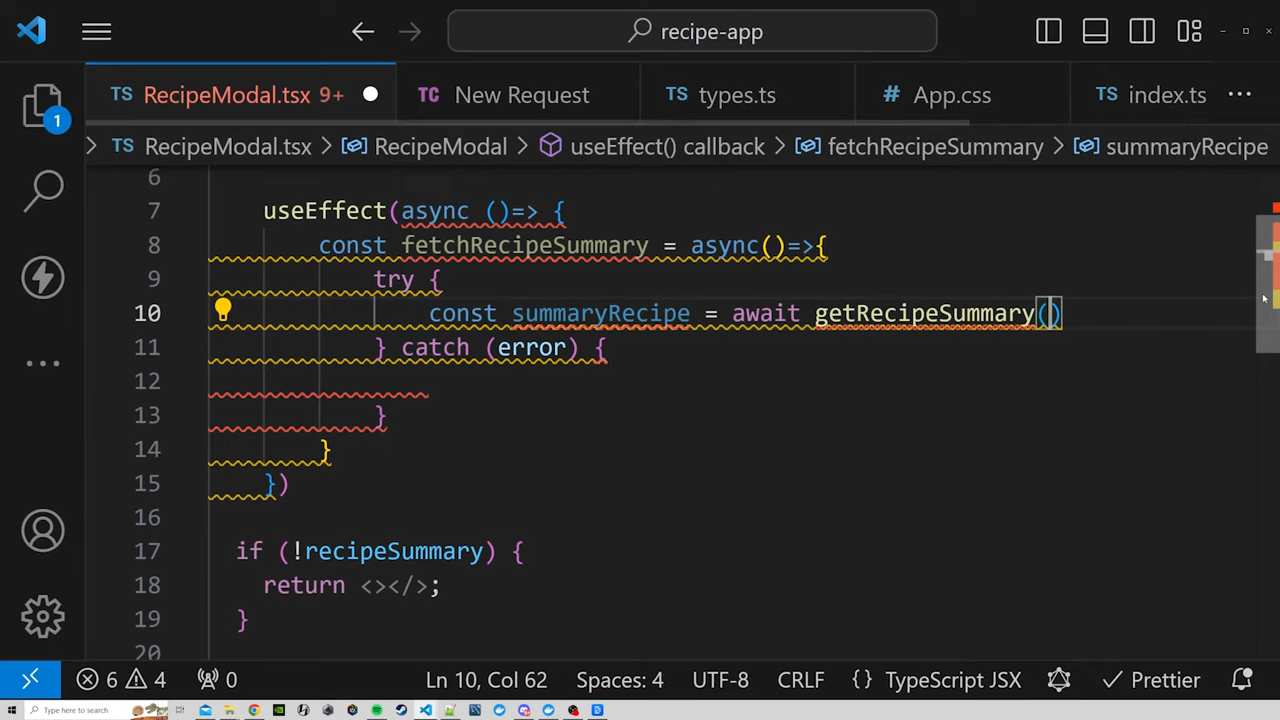 recipe-app
TS RecipeModal.tsx 9+
TC New Request
TS types.ts
# App.css
TS index.ts
TS RecipeModal.tsx > RecipeModal > useEffect() callback > fetchRecipeSummary > summaryRecipe
1
6
7 useEffect(async ()=> {
8 const fetchRecipeSummary = async()=>{
9 try {
10 const summaryRecipe = await getRecipeSummary()
11 } catch (error) {
12
13 }
14 }
15 })
16
17 if (!recipeSummary) {
18 return <></>;
19 }
20
6 4 0 Ln 10, Col 62 Spaces: 4 UTF-8 CRLF {} TypeScript JSX Prettier
Type here to search